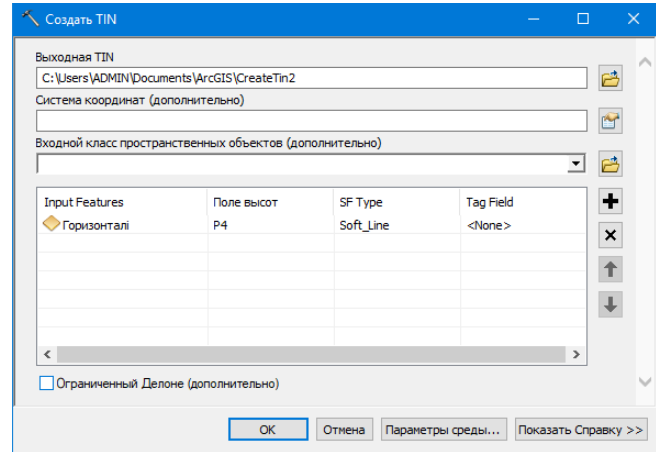 Создать TIN
Выходная TIN
C:\Users\ADMIN\Documents\ArcGIS\CreateTin2
Система координат (дополнительно)
Входной класс пространственных объектов (дополнительно)
Input Features Поле высот SF Type Tag Field
Горизонталі P4 Soft_Line <None>
Ограниченный Делоне (дополнительно)
OK Отмена Параметры среды... Показать Справку >>